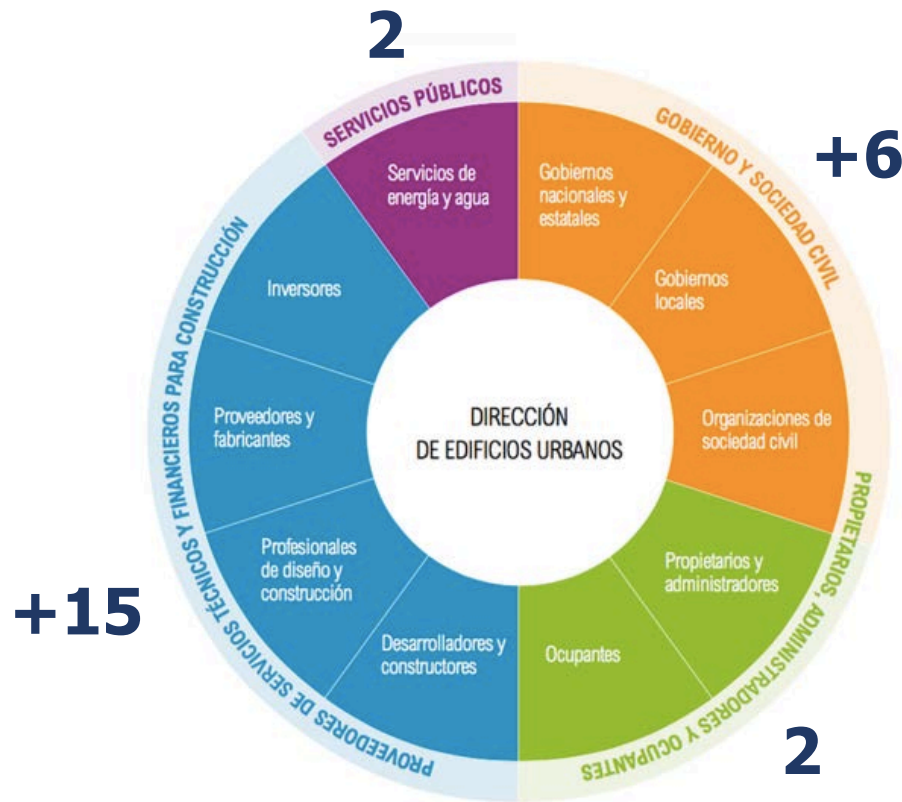 2
SERVICIOS PÚBLICOS
GOBIERNO Y SOCIEDAD CIVIL
+6
Servicios de
energía y agua
Gobiernos
nacionales y
estatales
Gobiernos
locales
Organizaciones de
sociedad civil
PROPIETARIOS, ADMINISTRADORES Y OCUPANTES
Propietarios y
administradores
Ocupantes
2
Desarrolladores y
constructores
Profesionales
de diseño y
construcción
Proveedores y
fabricantes
Inversores
PROVEEDORES DE SERVICIOS TÉCNICOS Y FINANCIEROS PARA CONSTRUCCIÓN
+15
DIRECCIÓN
DE EDIFICIOS URBANOS